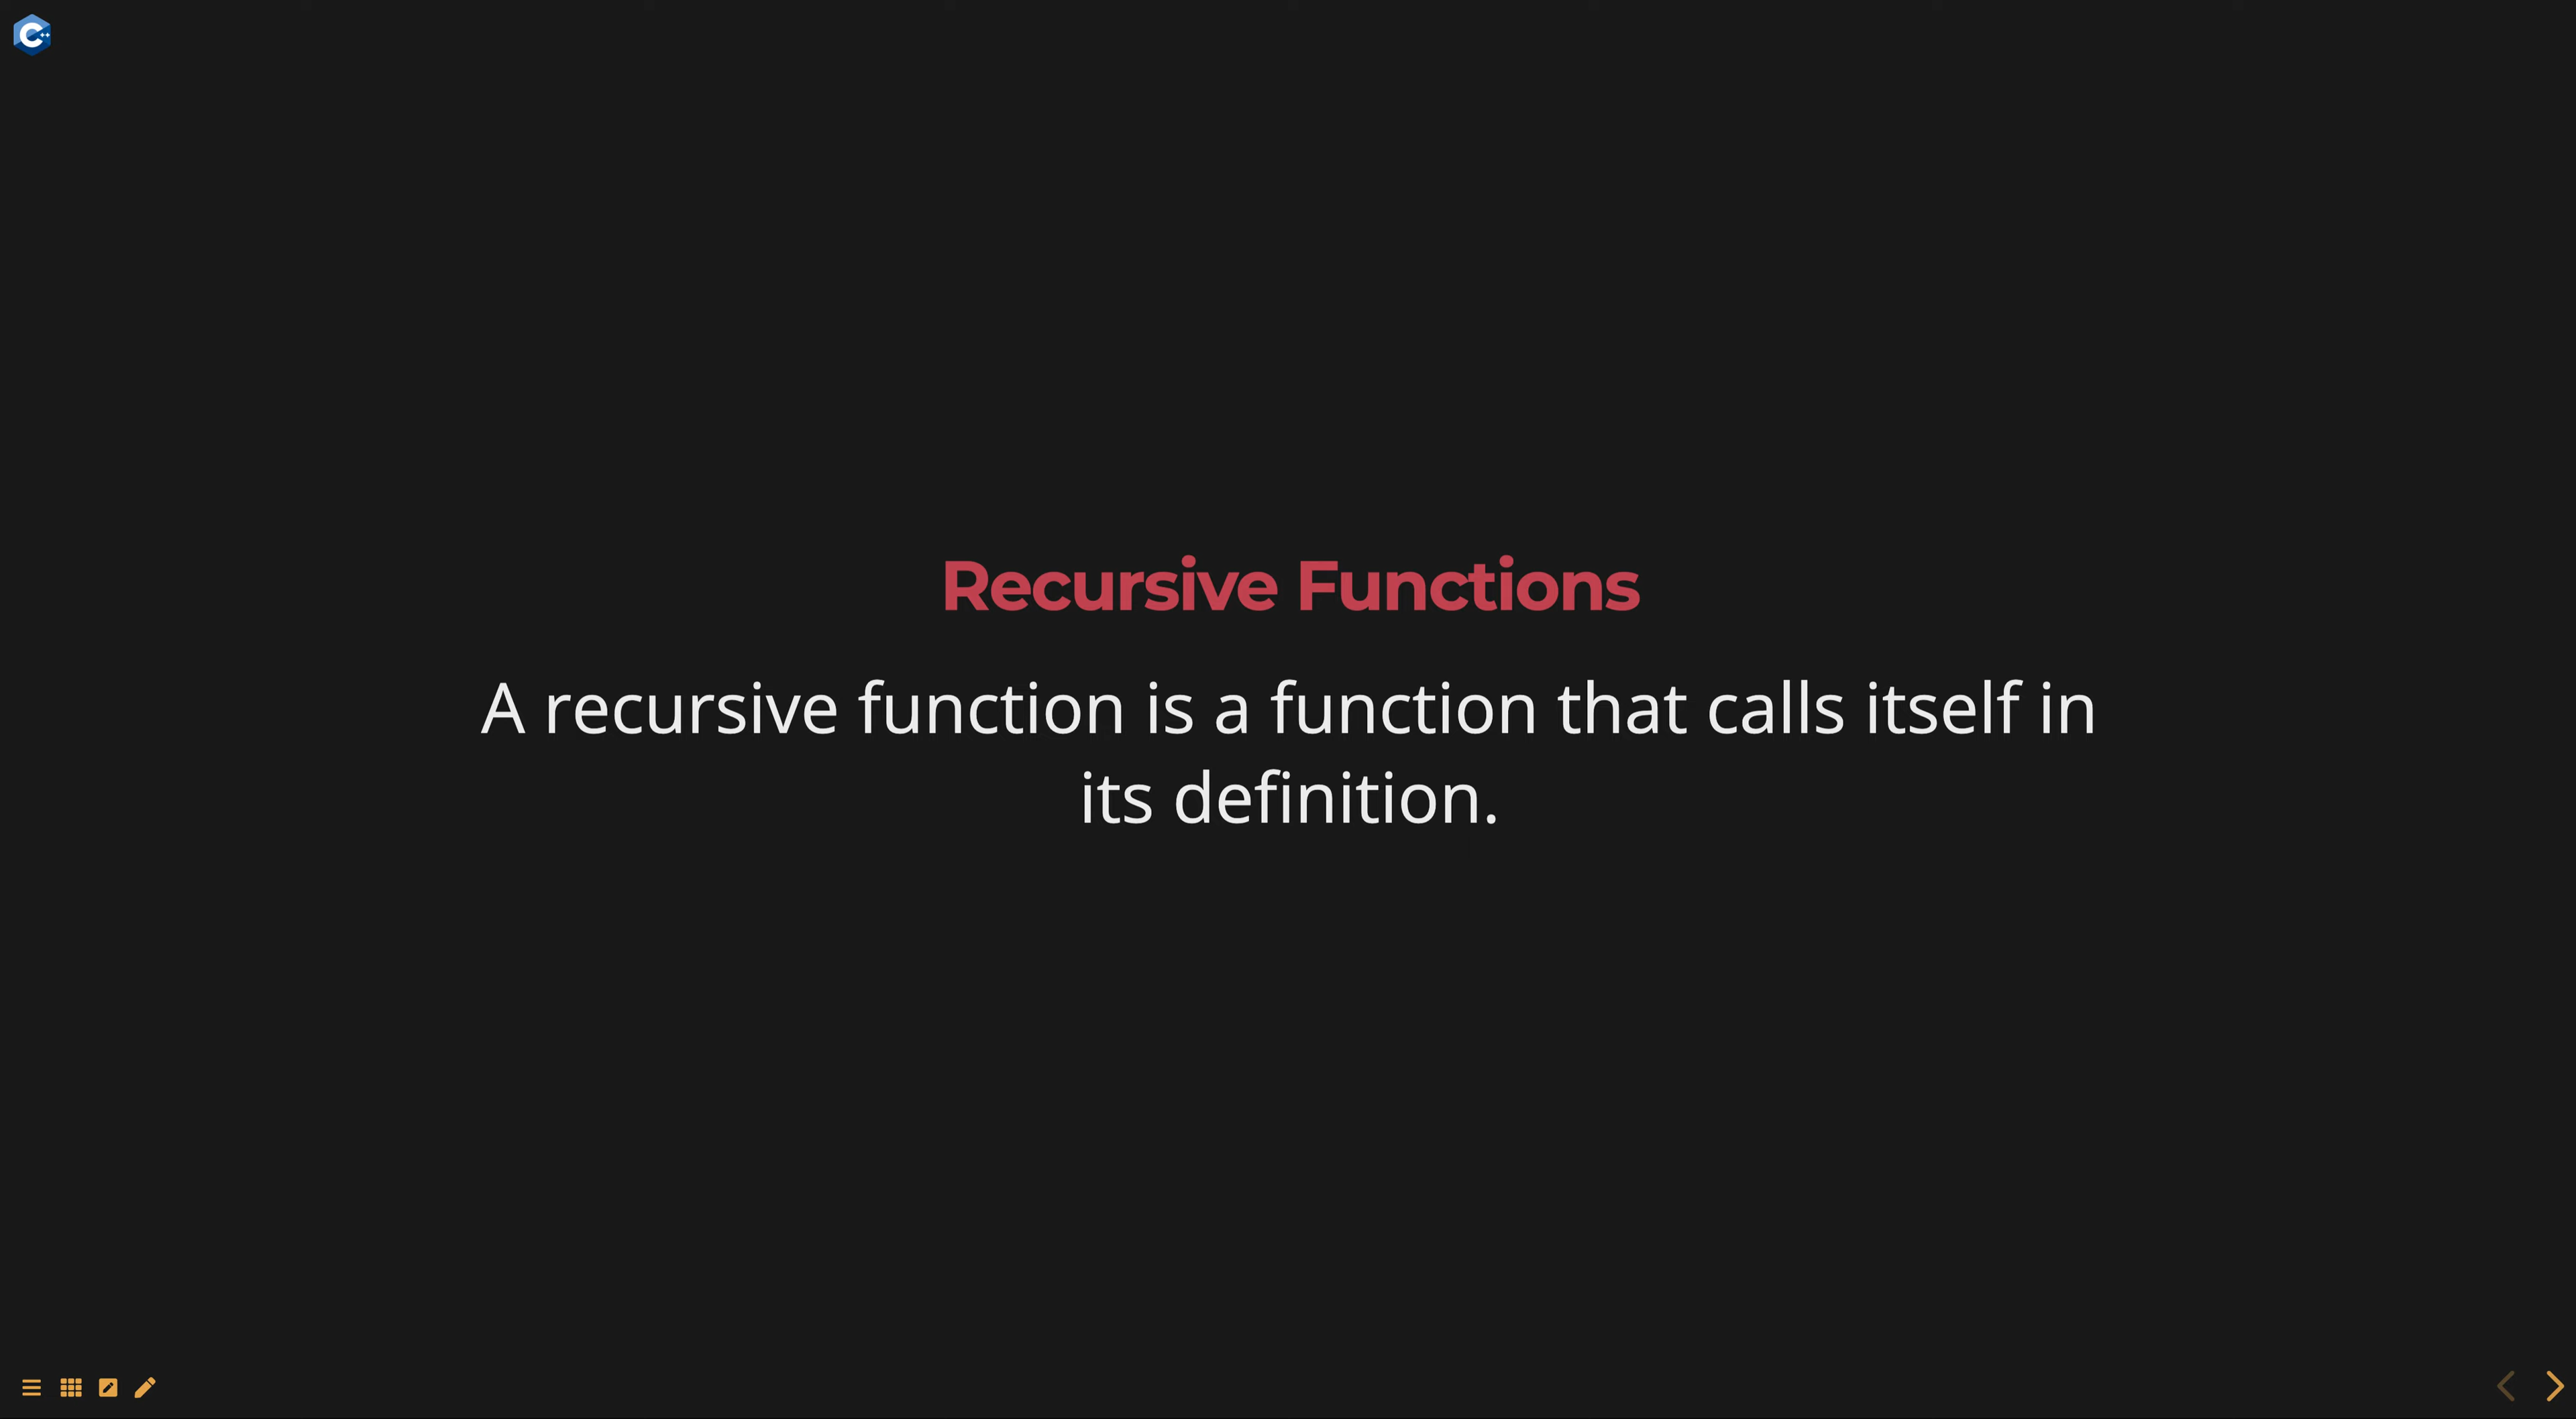 C++
Recursive Functions
A recursive function is a function that calls itself in
its definition.